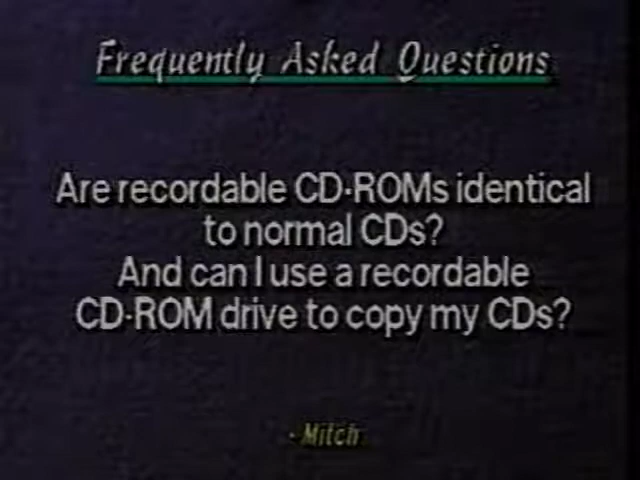 Frequently Asked Questions
Are recordable CD-ROMs identical
to normal CDs?
And can I use a recordable
CD-ROM drive to copy my CDs?
- Mitch